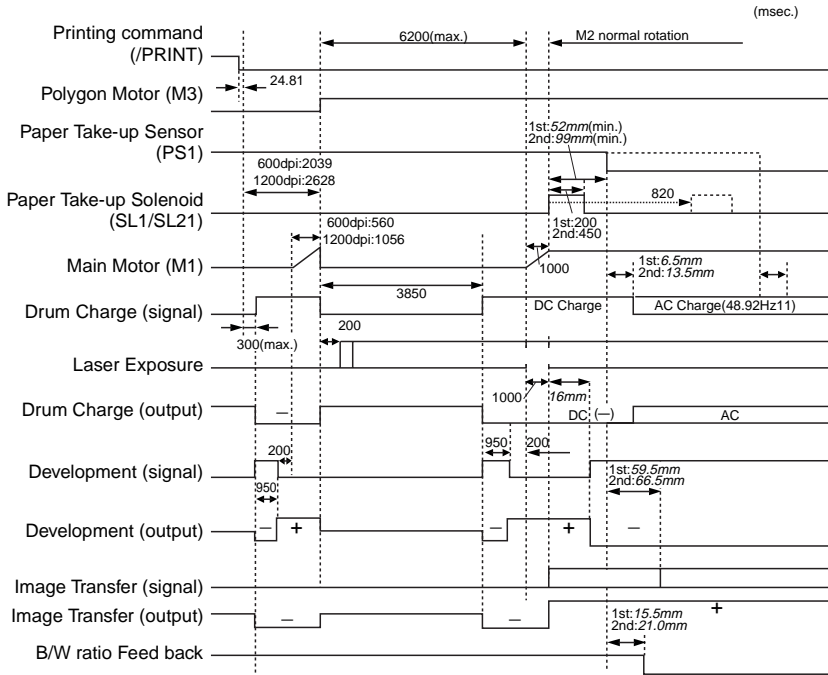 (msec.)
Printing command
(/PRINT)
6200(max.)
M2 normal rotation
24.81
Polygon Motor (M3)
Paper Take-up Sensor
(PS1)
1st:52mm(min.)
2nd:99mm(min.)
600dpi:2039
1200dpi:2628
Paper Take-up Solenoid
(SL1/SL21)
820
1st:200
2nd:450
600dpi:560
1200dpi:1056
Main Motor (M1)
1000
1st:6.5mm
2nd:13.5mm
3850
Drum Charge (signal)
DC Charge
AC Charge(48.92Hz11)
300(max.)
200
Laser Exposure
1000
16mm
Drum Charge (output)
−
DC (−)
AC
200
950
200
Development (signal)
950
1st:59.5mm
2nd:66.5mm
Development (output)
− +
− + −
Image Transfer (signal)
Image Transfer (output)
− − +
1st:15.5mm
2nd:21.0mm
B/W ratio Feed back